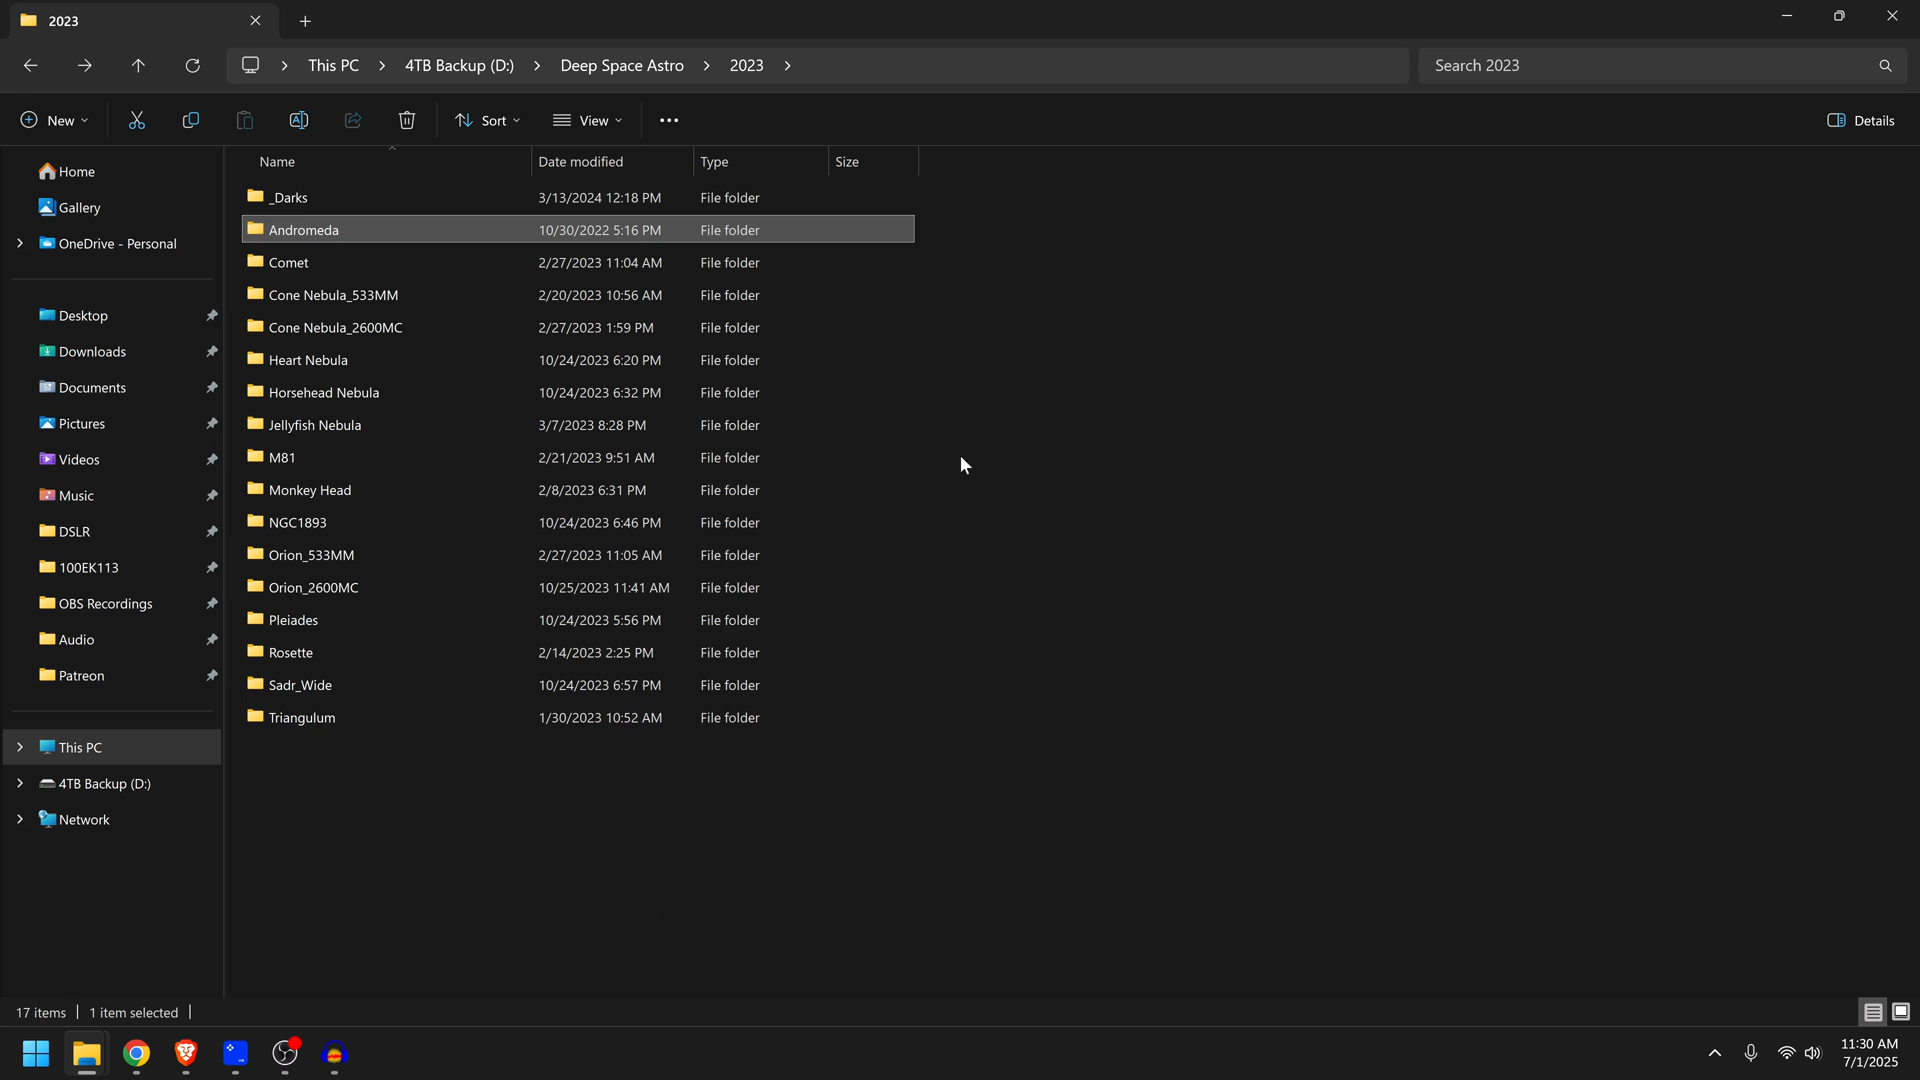 2023
This PC > 4TB Backup (D:) > Deep Space Astro > 2023 >
Search 2023
New
Sort
View
Details
Name Date modified Type Size
_Darks 3/13/2024 12:18 PM File folder
Andromeda 10/30/2022 5:16 PM File folder
Comet 2/27/2023 11:04 AM File folder
Cone Nebula_533MM 2/20/2023 10:56 AM File folder
Cone Nebula_2600MC 2/27/2023 1:59 PM File folder
Heart Nebula 10/24/2023 6:20 PM File folder
Horsehead Nebula 10/24/2023 6:32 PM File folder
Jellyfish Nebula 3/7/2023 8:28 PM File folder
M81 2/21/2023 9:51 AM File folder
Monkey Head 2/8/2023 6:31 PM File folder
NGC1893 10/24/2023 6:46 PM File folder
Orion_533MM 2/27/2023 11:05 AM File folder
Orion_2600MC 10/25/2023 11:41 AM File folder
Pleiades 10/24/2023 5:56 PM File folder
Rosette 2/14/2023 2:25 PM File folder
Sadr_Wide 10/24/2023 6:57 PM File folder
Triangulum 1/30/2023 10:52 AM File folder
Home
Gallery
OneDrive - Personal
Desktop
Downloads
Documents
Pictures
Videos
Music
DSLR
100EK113
OBS Recordings
Audio
Patreon
This PC
4TB Backup (D:)
Network
17 items
1 item selected
11:30 AM
7/1/2025